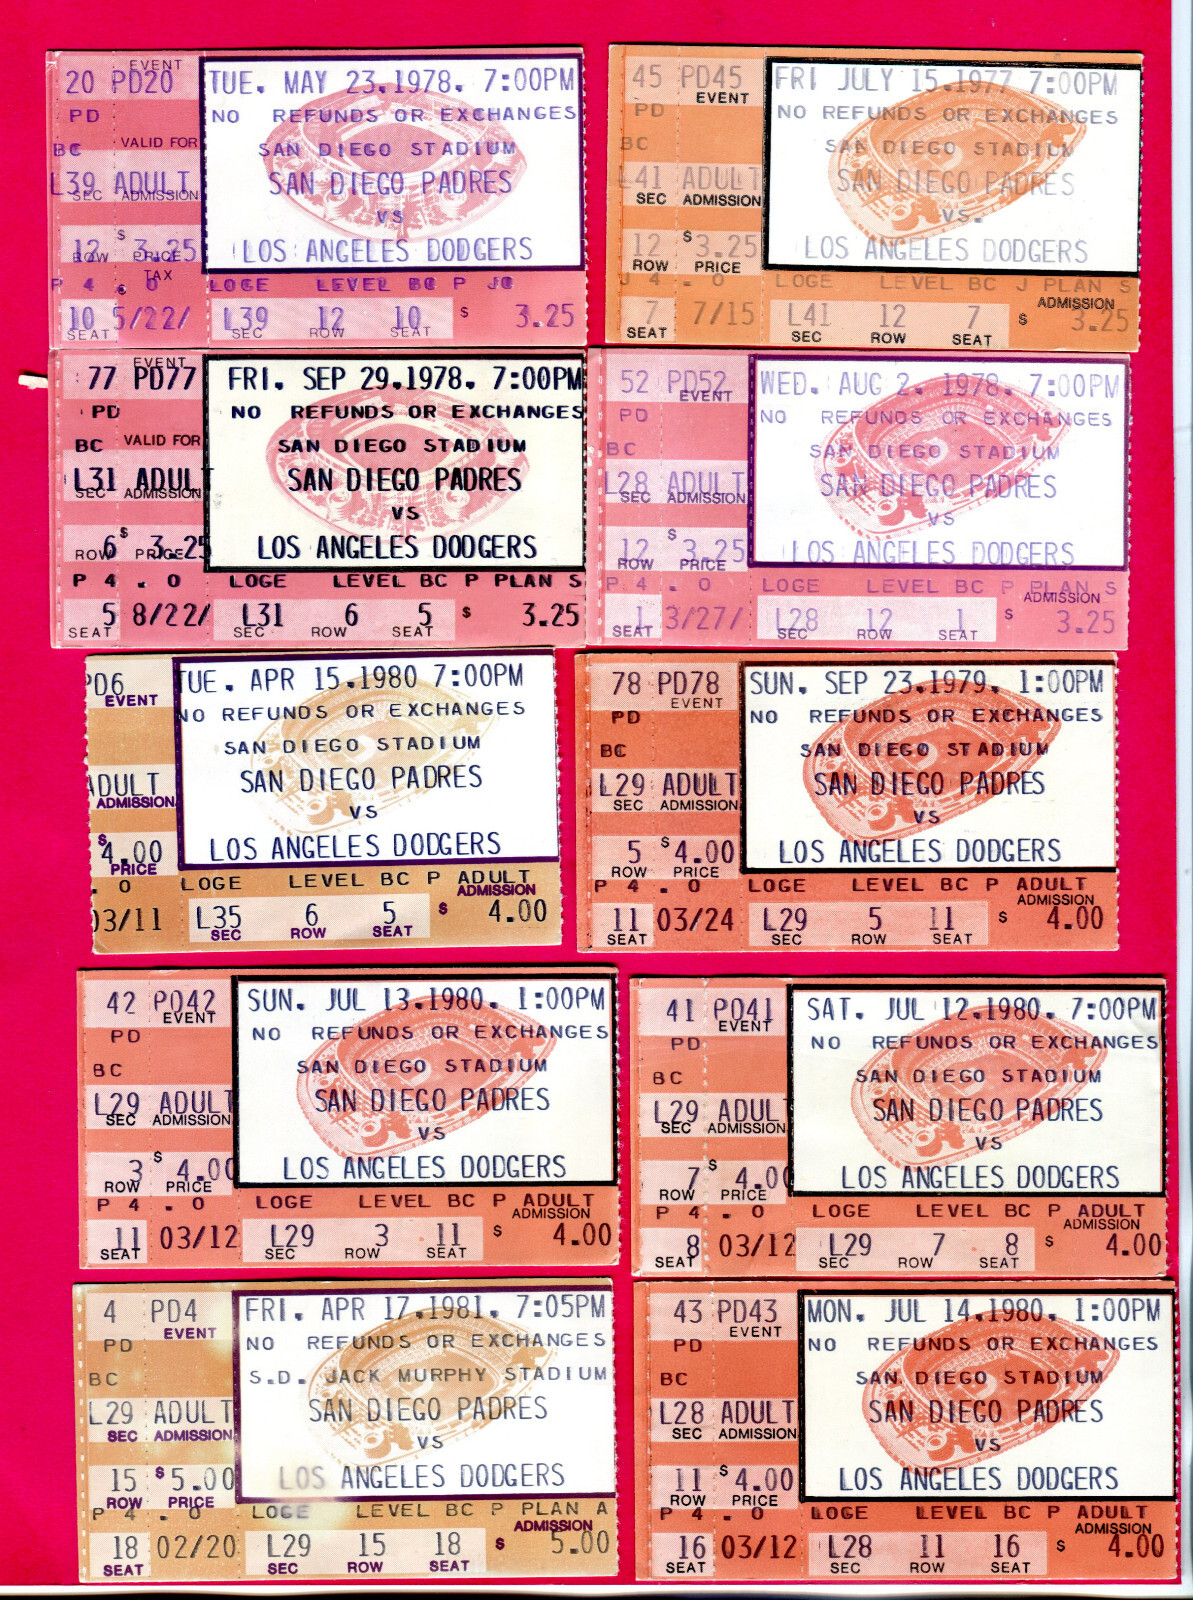 EVENT
20 PD20 TUE. MAY 23.1978. 7:00PM
PD NO REFUNDS OR EXCHANGES
BC VALID FOR SAN DIEGO STADIUM
L39 ADULT SAN DIEGO PADRES
SEC ADMISSION VS
12 $3.25 LOS ANGELES DODGERS
ROW PRICE
TAX
P 4 . 0 LOGE LEVEL BC P JG
10 5/22/ L39 12 10 $ 3.25
SEAT SEC ROW SEAT
45 PD45 FRI JULY 15.1977 7:00PM
EVENT
PD NO REFUNDS OR EXCHANGES
BC SAN DIEGO STADIUM
L41 ADULT SAN DIEGO PADRES
SEC ADMISSION VS.
12 $3.25 LOS ANGELES DODGERS
ROW PRICE
J 4 . 0 LOGE LEVEL BC J PLAN S
ADMISSION
7 7/15 L41 12 7 $ 3.25
SEAT SEC ROW SEAT
EVENT
77 PD77 FRI. SEP 29.1978. 7:00PM
PD NO REFUNDS OR EXCHANGES
BC VALID FOR SAN DIEGO STADIUM
L31 ADULT SAN DIEGO PADRES
SEC ADMISSION VS
6 $3.25 LOS ANGELES DODGERS
ROW PRICE
P 4 . 0 LOGE LEVEL BC P PLAN S
5 8/22/ L31 6 5 $ 3.25
SEAT SEC ROW SEAT
52 PD52 WED. AUG 2.1978. 7:00PM
EVENT
PD NO REFUNDS OR EXCHANGES
BC SAN DIEGO STADIUM
L28 ADULT SAN DIEGO PADRES
SEC ADMISSION VS
12 $3.25 LOS ANGELES DODGERS
ROW PRICE
P 4 . 0 LOGE LEVEL BC P PLAN S
ADMISSION
1 3/27/ L28 12 1 $ 3.25
SEAT SEC ROW SEAT
PD6 TUE. APR 15.1980 7:00PM
EVENT
NO REFUNDS OR EXCHANGES
SAN DIEGO STADIUM
ADULT SAN DIEGO PADRES
ADMISSION VS
$4.00 LOS ANGELES DODGERS
PRICE
. 0 LOGE LEVEL BC P ADULT
ADMISSION
03/11 L35 6 5 $ 4.00
SEC ROW SEAT
78 PD78 SUN. SEP 23.1979. 1:00PM
EVENT
PD NO REFUNDS OR EXCHANGES
BC SAN DIEGO STADIUM
L29 ADULT SAN DIEGO PADRES
SEC ADMISSION VS
5 $4.00 LOS ANGELES DODGERS
ROW PRICE
P 4 . 0 LOGE LEVEL BC P ADULT
ADMISSION
11 03/24 L29 5 11 $ 4.00
SEAT SEC ROW SEAT
42 PD42 SUN. JUL 13.1980. 1:00PM
EVENT
PD NO REFUNDS OR EXCHANGES
BC SAN DIEGO STADIUM
L29 ADULT SAN DIEGO PADRES
SEC ADMISSION VS
3 $4.00 LOS ANGELES DODGERS
ROW PRICE
P 4 . 0 LOGE LEVEL BC P ADULT
ADMISSION
11 03/12 L29 3 11 $ 4.00
SEAT SEC ROW SEAT
41 PD41 SAT. JUL 12.1980. 7:00PM
EVENT
PD NO REFUNDS OR EXCHANGES
BC SAN DIEGO STADIUM
L29 ADULT SAN DIEGO PADRES
SEC ADMISSION VS
7 $4.00 LOS ANGELES DODGERS
ROW PRICE
P 4 . 0 LOGE LEVEL BC P ADULT
ADMISSION
8 03/12 L29 7 8 $ 4.00
SEAT SEC ROW SEAT
4 PD4 FRI. APR 17.1981. 7:05PM
EVENT
PD NO REFUNDS OR EXCHANGES
BC S.D. JACK MURPHY STADIUM
L29 ADULT SAN DIEGO PADRES
SEC ADMISSION VS
15 $5.00 LOS ANGELES DODGERS
ROW PRICE
P 4 . 0 LOGE LEVEL BC P PLAN A
ADMISSION
18 02/20 L29 15 18 $ 5.00
SEAT SEC ROW SEAT
43 PD43 MON. JUL 14.1980. 1:00PM
EVENT
PD NO REFUNDS OR EXCHANGES
BC SAN DIEGO STADIUM
L28 ADULT SAN DIEGO PADRES
SEC ADMISSION VS
11 $4.00 LOS ANGELES DODGERS
ROW PRICE
P 4 . 0 LOGE LEVEL BC P ADULT
ADMISSION
16 03/12 L28 11 16 $ 4.00
SEAT SEC ROW SEAT